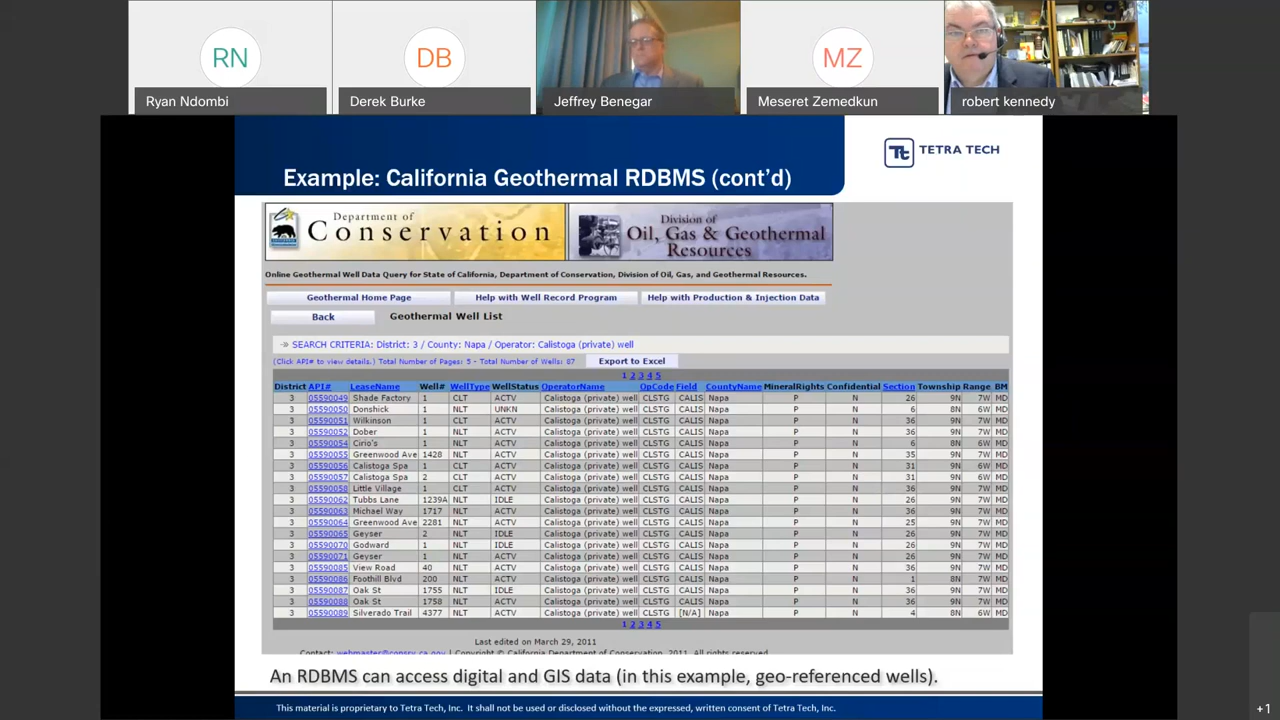 RN
DB
MZ
Ryan Ndombi
Derek Burke
Jeffrey Benegar
Meseret Zemedkun
robert kennedy
Example: California Geothermal RDBMS (cont'd)
Tt TETRA TECH
Department of
Conservation
Division of
Oil, Gas & Geothermal
Resources
Online Geothermal Well Data Query for State of California, Department of Conservation, Division of Oil, Gas, and Geothermal Resources.
Geothermal Home Page Help with Well Record Program Help with Production & Injection Data
Back Geothermal Well List
SEARCH CRITERIA: District: 3 / County: Napa / Operator: Calistoga (private) well
(Click API# to view details.) Total Number of Pages: 5 - Total Number of Wells: 87 Export to Excel
1 2 3 4 5
District API# LeaseName Well# WellType WellStatus OperatorName OpCode Field CountyName MineralRights Confidential Section Township Range BM
3 05590049 Shade Factory 1 CLT ACTV Calistoga (private) well CLSTG CALIS Napa P N 26 9N 7W MD
3 05590050 Donshick 1 NLT UNKN Calistoga (private) well CLSTG CALIS Napa P N 6 8N 6W MD
3 05590051 Wilkinson 1 CLT ACTV Calistoga (private) well CLSTG CALIS Napa P N 36 9N 7W MD
3 05590052 Dober 1 NLT ACTV Calistoga (private) well CLSTG CALIS Napa P N 36 9N 7W MD
3 05590054 Cirio's 1 NLT ACTV Calistoga (private) well CLSTG CALIS Napa P N 6 8N 6W MD
3 05590055 Greenwood Ave 1428 NLT ACTV Calistoga (private) well CLSTG CALIS Napa P N 35 9N 7W MD
3 05590056 Calistoga Spa 1 CLT ACTV Calistoga (private) well CLSTG CALIS Napa P N 31 9N 6W MD
3 05590057 Calistoga Spa 2 CLT ACTV Calistoga (private) well CLSTG CALIS Napa P N 31 9N 6W MD
3 05590058 Little Village 1 CLT ACTV Calistoga (private) well CLSTG CALIS Napa P N 36 9N 7W MD
3 05590062 Tubbs Lane 1239A NLT IDLE Calistoga (private) well CLSTG CALIS Napa P N 26 9N 7W MD
3 05590063 Michael Way 1717 NLT ACTV Calistoga (private) well CLSTG CALIS Napa P N 36 9N 7W MD
3 05590064 Greenwood Ave 2281 NLT ACTV Calistoga (private) well CLSTG CALIS Napa P N 25 9N 7W MD
3 05590065 Geyser 2 NLT IDLE Calistoga (private) well CLSTG CALIS Napa P N 26 9N 7W MD
3 05590070 Godward 1 NLT IDLE Calistoga (private) well CLSTG CALIS Napa P N 26 9N 7W MD
3 05590071 Geyser 1 NLT ACTV Calistoga (private) well CLSTG CALIS Napa P N 26 9N 7W MD
3 05590085 View Road 40 NLT ACTV Calistoga (private) well CLSTG CALIS Napa P N 36 9N 7W MD
3 05590086 Foothill Blvd 200 NLT ACTV Calistoga (private) well CLSTG CALIS Napa P N 1 8N 7W MD
3 05590087 Oak St 1755 NLT IDLE Calistoga (private) well CLSTG CALIS Napa P N 36 9N 7W MD
3 05590088 Oak St 1758 NLT ACTV Calistoga (private) well CLSTG CALIS Napa P N 36 9N 7W MD
3 05590089 Silverado Trail 4377 NLT ACTV Calistoga (private) well CLSTG [N/A] Napa P N 4 8N 6W MD
1 2 3 4 5
Last edited on March 29, 2011
Contact: webmaster@consrv.ca.gov | Copyright © California Department of Conservation, 2011. All rights reserved.
An RDBMS can access digital and GIS data (in this example, geo-referenced wells).
This material is proprietary to Tetra Tech, Inc. It shall not be used or disclosed without the expressed, written consent of Tetra Tech, Inc.
+1